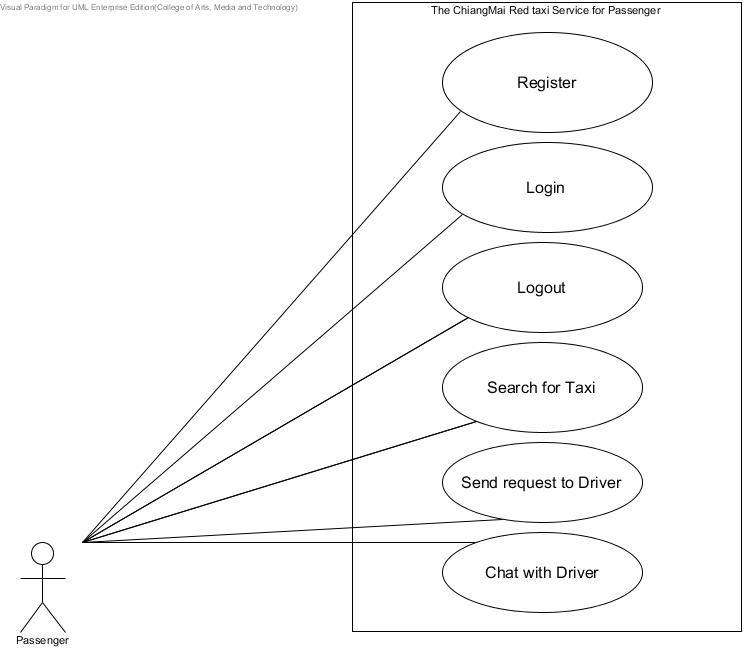 Visual Paradigm for UML Enterprise Edition(College of Arts, Media and Technology)
The ChiangMai Red taxi Service for Passenger
Register
Login
Logout
Search for Taxi
Send request to Driver
Chat with Driver
Passenger